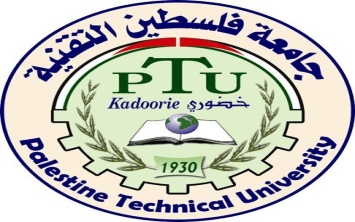 جامعة فلسطين التقنية
PTU
Kadoorie خضوري
1930
Palestine Technical University